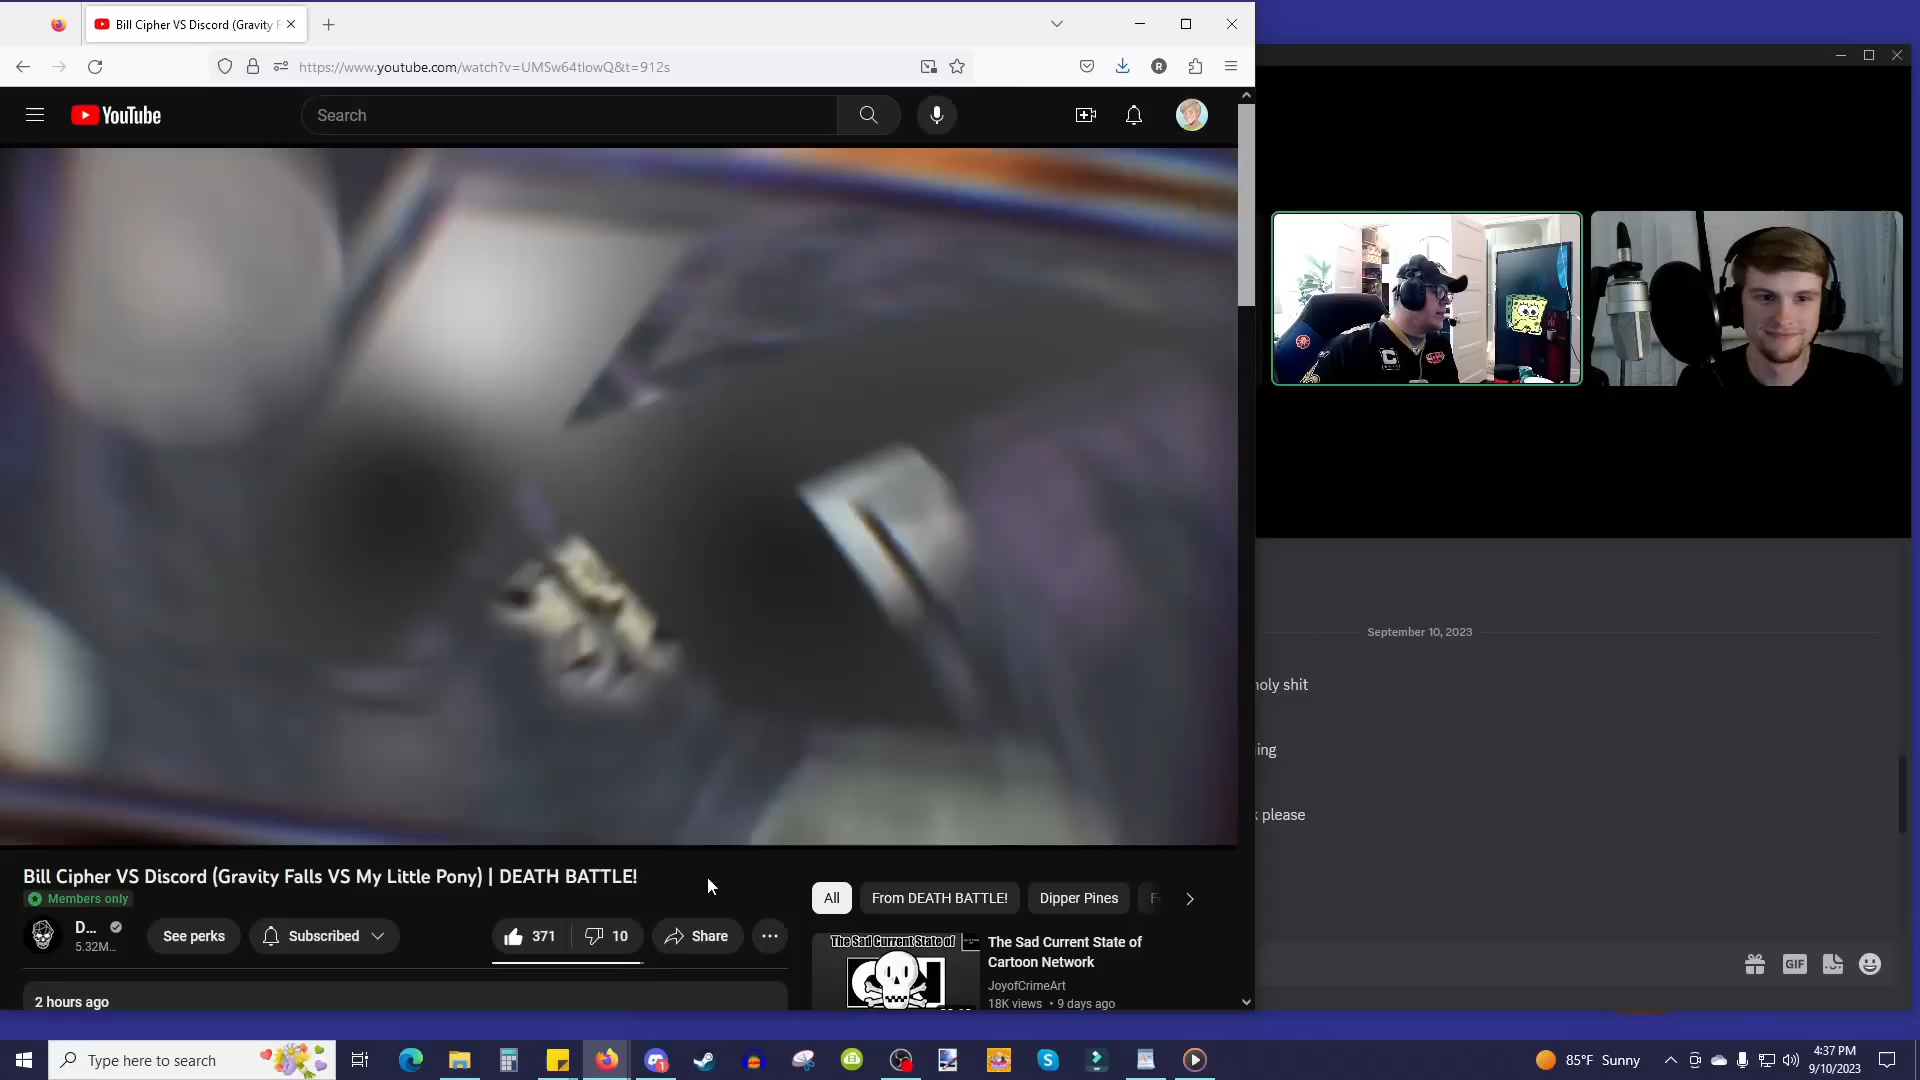 Bill Cipher VS Discord (Gravity F
https://www.youtube.com/watch?v=UMSw64tlowQ&t=912s
R
YouTube
Search
September 10, 2023
holy shit
please
Bill Cipher VS Discord (Gravity Falls VS My Little Pony) | DEATH BATTLE!
Members only
D...
5.32M...
See perks
Subscribed
371
10
Share
2 hours ago
All
From DEATH BATTLE!
Dipper Pines
The Sad Current State of
The Sad Current State of
Cartoon Network
JoyofCrimeArt
18K views • 9 days ago
GIF
Type here to search
85°F Sunny
4:37 PM
9/10/2023